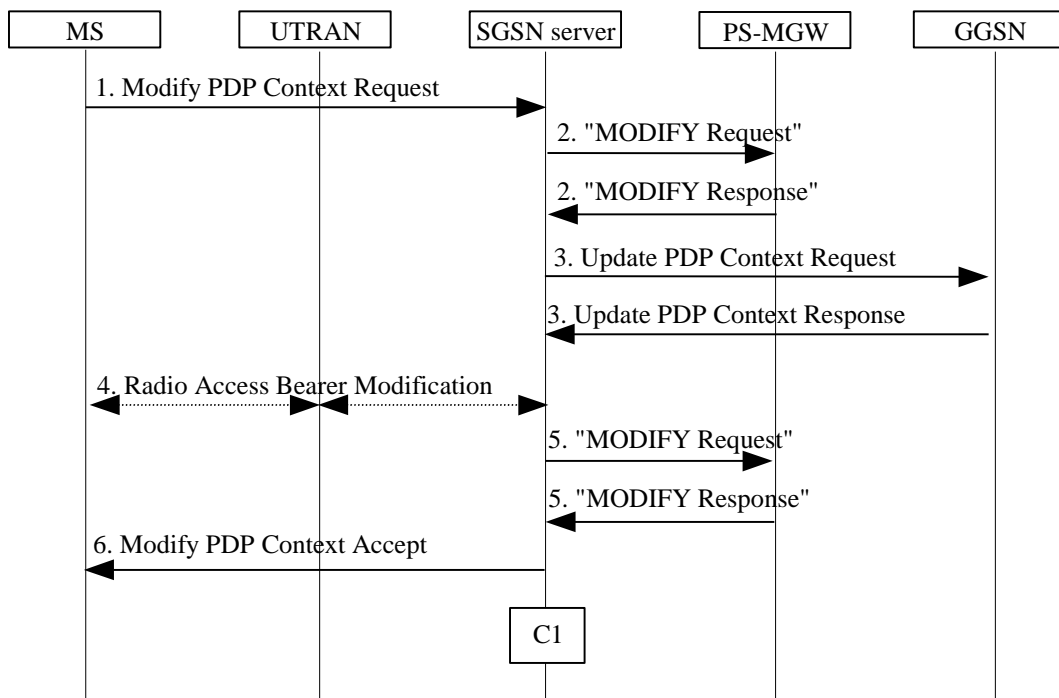 MS UTRAN SGSN server PS-MGW GGSN
1. Modify PDP Context Request
2. "MODIFY Request"
2. "MODIFY Response"
3. Update PDP Context Request
3. Update PDP Context Response
4. Radio Access Bearer Modification
5. "MODIFY Request"
5. "MODIFY Response"
6. Modify PDP Context Accept
C1